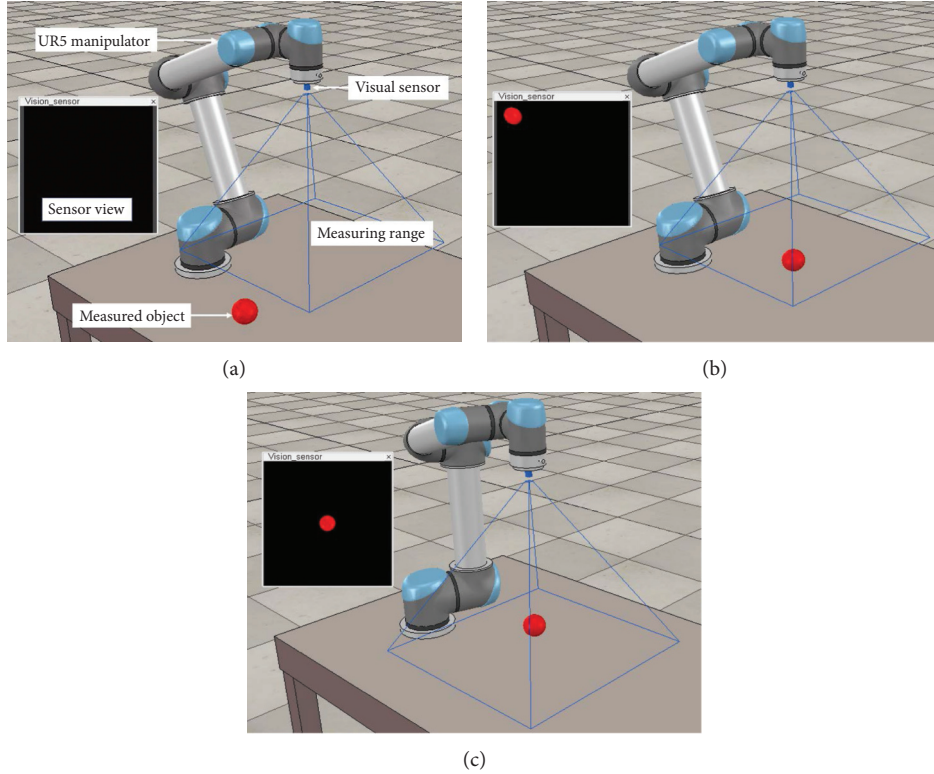 UR5 manipulator
Visual sensor
Vision_sensor ×
Sensor view
Measuring range
Measured object
(a)
Vision_sensor ×
(b)
Vision_sensor ×
(c)